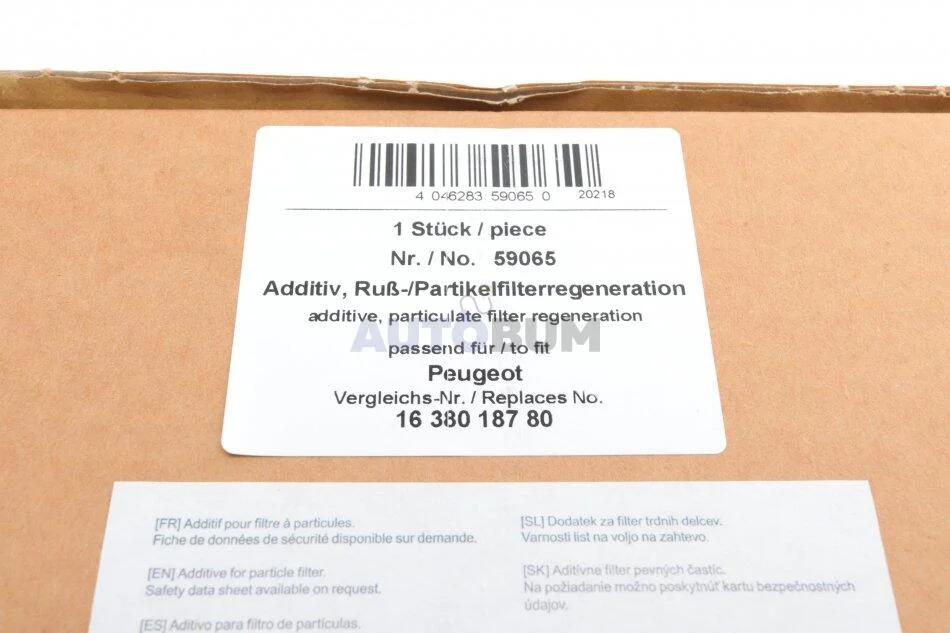 4 046283 59065 0
20218
1 Stück / piece
Nr. / No. 59065
Additiv, Ruß-/Partikelfilterregeneration
additive, particulate filter regeneration
AUTOBUM
passend für / to fit
Peugeot
Vergleichs-Nr. / Replaces No.
16 380 187 80
[FR] Additif pour filtre à particules.
Fiche de données de sécurité disponible sur demande.
[EN] Additive for particle filter.
Safety data sheet available on request.
[ES] Aditivo para filtro de partículas.
[SL] Dodatek za filter trdnih delcev.
Varnosti list na voljo na zahtevo.
[SK] Aditívne filter pevných častíc.
Na požiadanie možno poskytnúť kartu bezpečnostných
údajov.